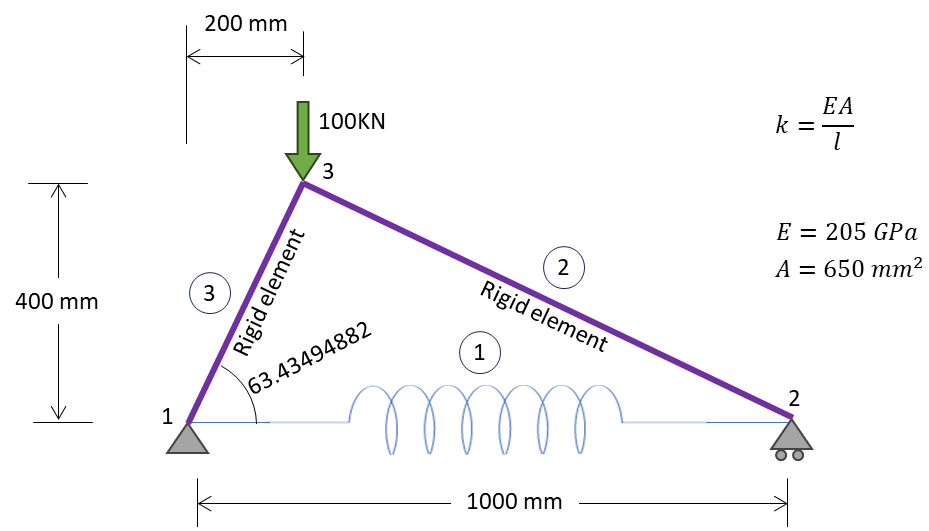 200 mm
100KN
3
k = EA/l
E = 205 GPa
A = 650 mm²
400 mm
3
Rigid element
2
Rigid element
63.43494882
1
1
2
1000 mm